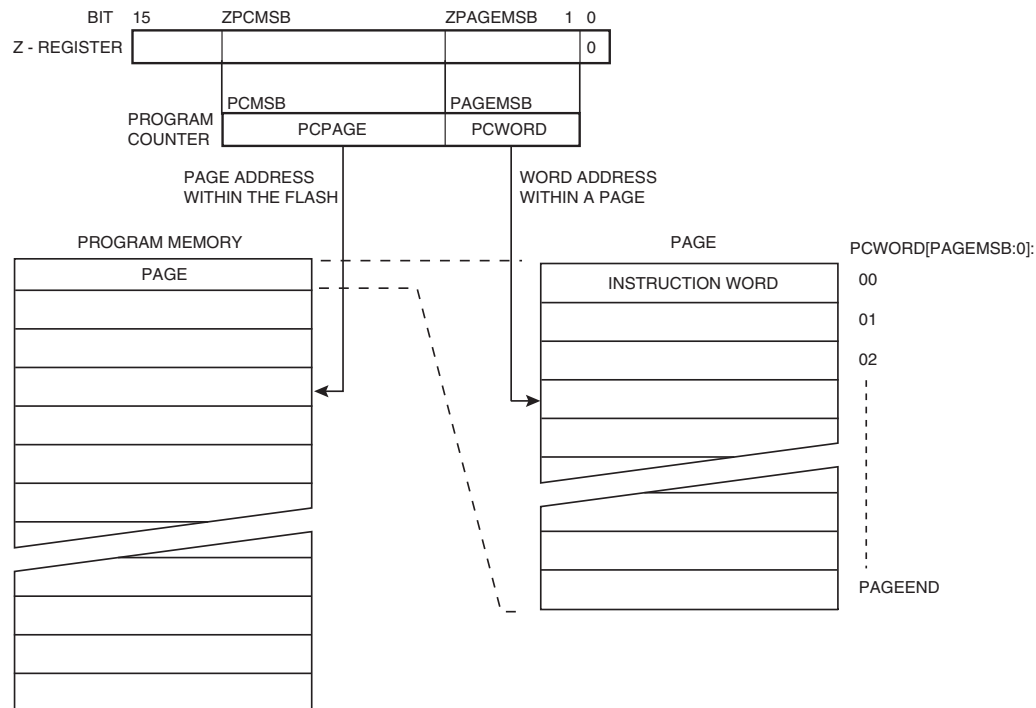 BIT 15 ZPCMSB ZPAGEMSB 1 0
Z - REGISTER 0
PCMSB PAGEMSB
PROGRAM
COUNTER
PCPAGE PCWORD
PAGE ADDRESS
WITHIN THE FLASH
WORD ADDRESS
WITHIN A PAGE
PROGRAM MEMORY
PAGE
PAGE
INSTRUCTION WORD
PCWORD[PAGEMSB:0]:
00
01
02
PAGEEND